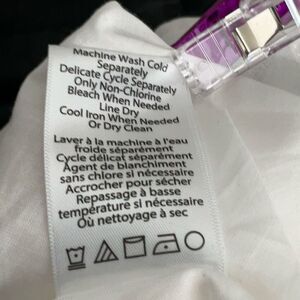 Machine Wash Cold
Separately
Delicate Cycle Separately
Only Non-Chlorine
Bleach When Needed
Line Dry
Cool Iron When Needed
Or Dry Clean
Laver à la machine à l'eau
froide séparément
Cycle délicat séparément
Agent de blanchiment
sans chlore si nécessaire
Accrocher pour sécher
Repassage à basse
température si nécessaire
Où nettoyage à sec